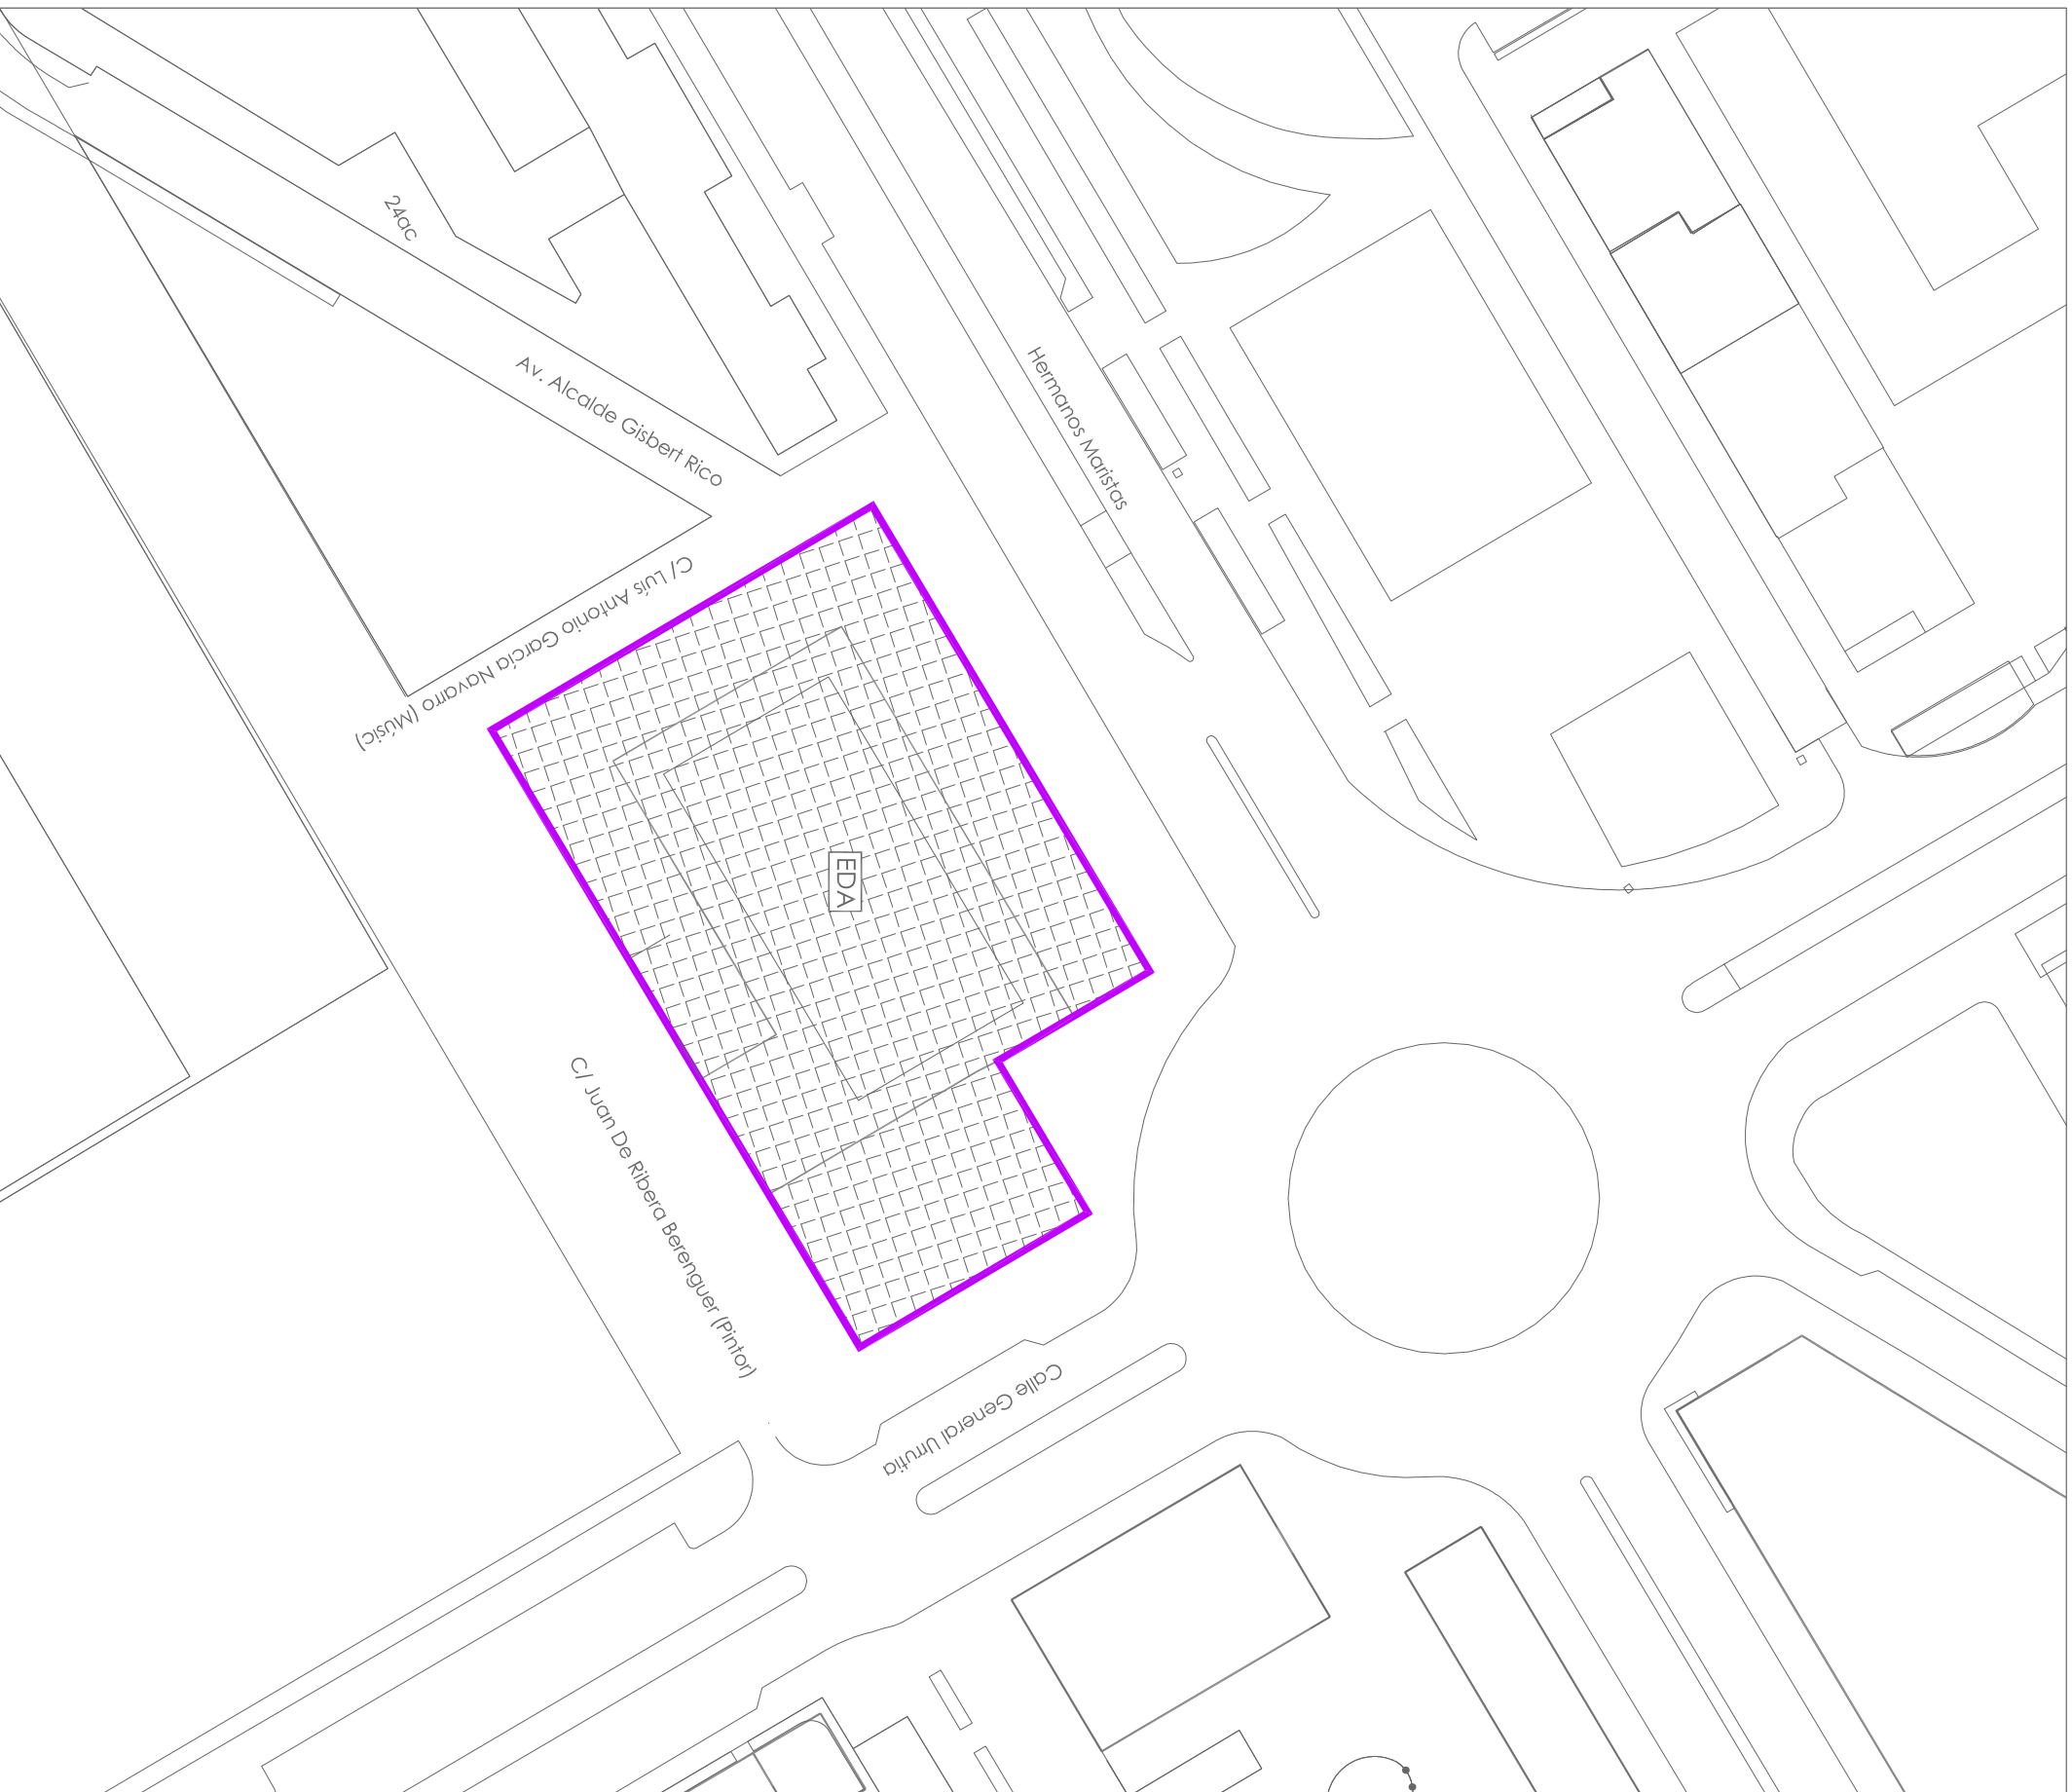 24ac
Av. Alcalde Gisbert Rico
Hermanos Maristas
C/ Luís Antonio García Navarro (Músic)
EDA
C/ Juan De Ribera Berenguer (Pintor)
Calle General Urrutia